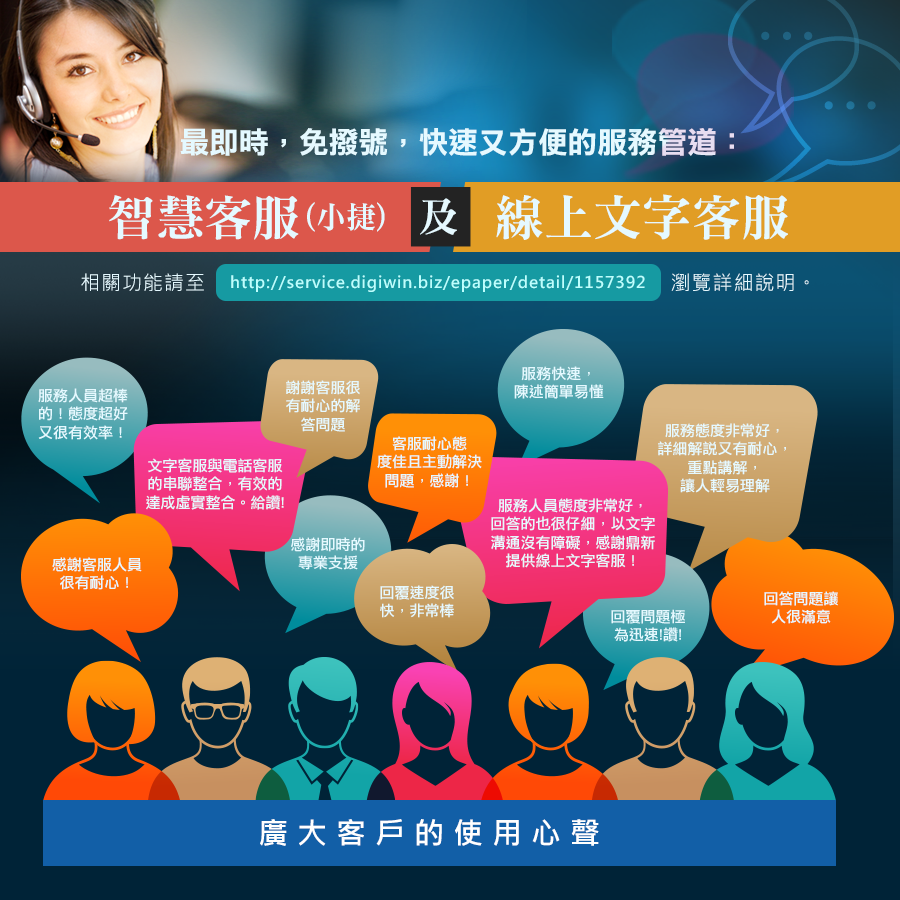 最即時，免撥號，快速又方便的服務管道：
智慧客服(小捷) 及 線上文字客服
相關功能請至 http://service.digiwin.biz/epaper/detail/1157392 瀏覽詳細說明。
服務人員超棒
的！態度超好
又很有效率！
謝謝客服很
有耐心的解
答問題
服務快速，
陳述簡單易懂
文字客服與電話客服
的串聯整合，有效的
達成虛實整合。給讚!
客服耐心態
度佳且主動解決
問題，感謝！
服務態度非常好，
詳細解說又有耐心，
重點講解，
讓人輕易理解
服務人員態度非常好，
回答的也很仔細，以文字
溝通沒有障礙，感謝鼎新
提供線上文字客服！
感謝客服人員
很有耐心！
感謝即時的
專業支援
回覆速度很
快，非常棒
回覆問題極
為迅速!讚!
回答問題讓
人很滿意
廣大客戶的使用心聲